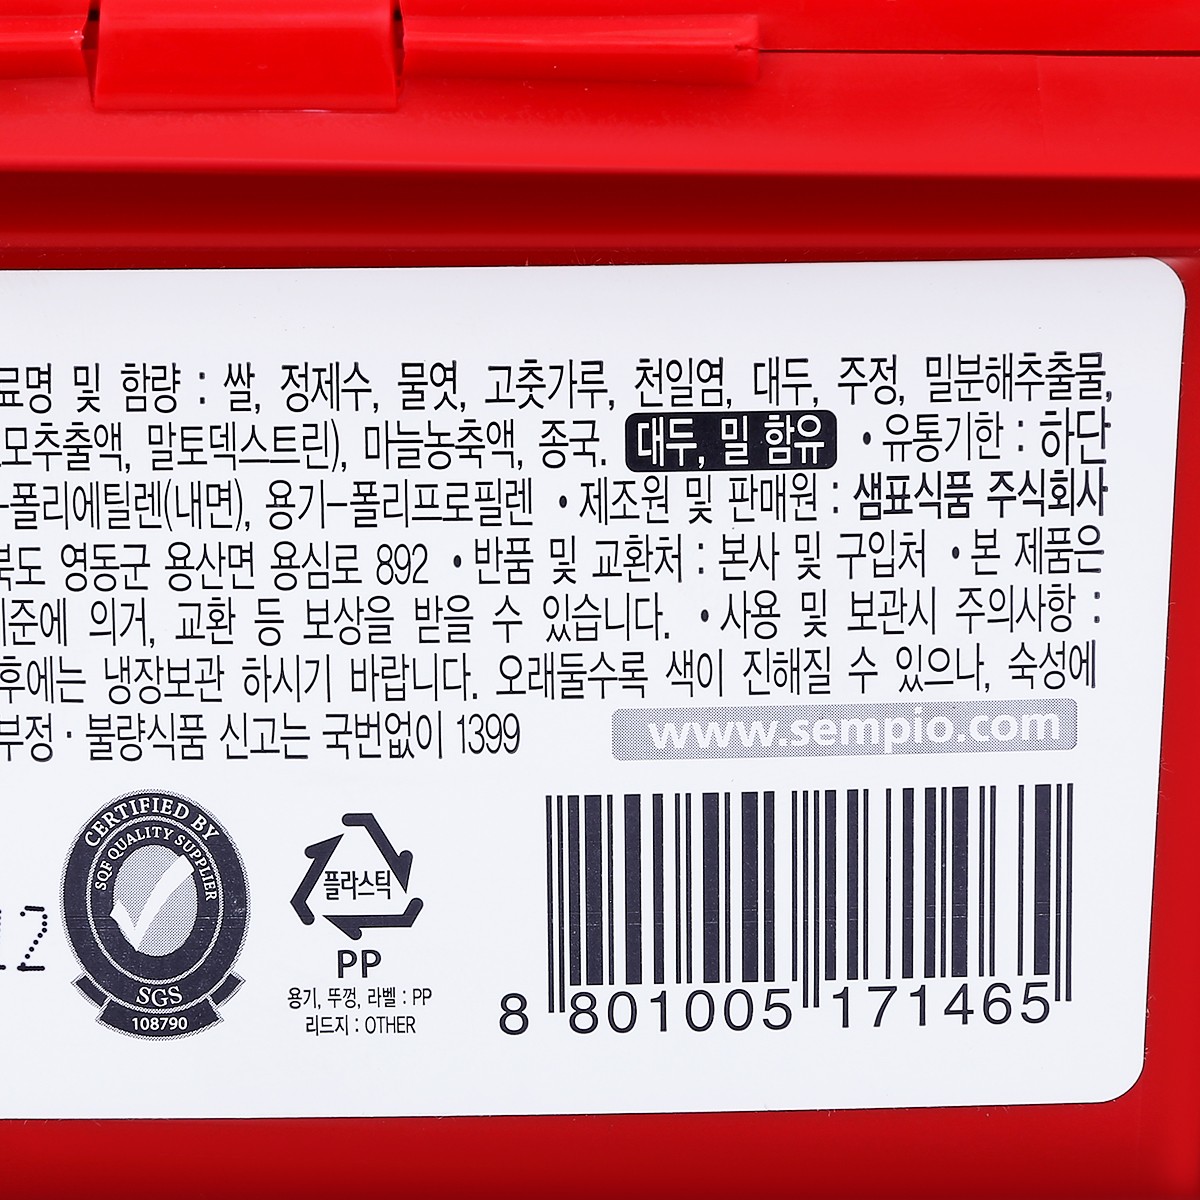 료명 및 함량 : 쌀, 정제수, 물엿, 고춧가루, 천일염, 대두, 주정, 밀분해추출물,
모추출액, 말토덱스트린), 마늘농축액, 종국. 대두, 밀 함유 • 유통기한 : 하단
-폴리에틸렌(내면), 용기-폴리프로필렌 • 제조원 및 판매원 : 샘표식품 주식회사
북도 영동군 용산면 용심로 892 • 반품 및 교환처 : 본사 및 구입처 • 본 제품은
기준에 의거, 교환 등 보상을 받을 수 있습니다. • 사용 및 보관시 주의사항 :
후에는 냉장보관 하시기 바랍니다. 오래둘수록 색이 진해질 수 있으나, 숙성에
부정 · 불량식품 신고는 국번없이 1399
www.sempio.com
CERTIFIED BY
SQF QUALITY SUPPLIER
SGS
108790
12
플라스틱
PP
용기, 뚜껑, 라벨 : PP
리드지 : OTHER
8 801005 171465